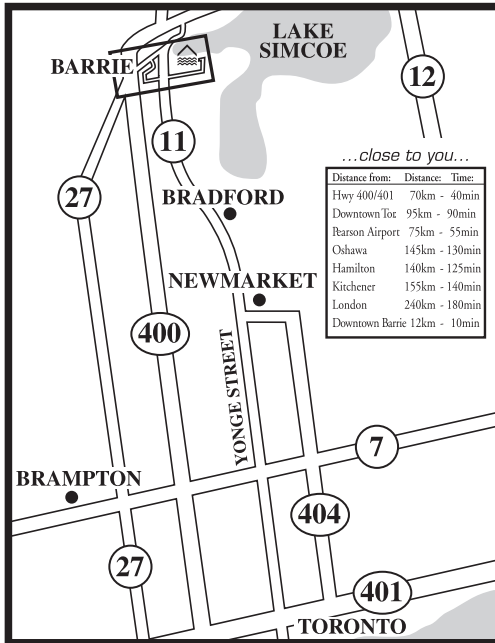 LAKE
SIMCOE
BARRIE
12
11
...close to you...
Distance from: Distance: Time:
Hwy 400/401 70km - 40min
Downtown Tor. 95km - 90min
Pearson Airport 75km - 55min
Oshawa 145km - 130min
Hamilton 140km - 125min
Kitchener 155km - 140min
London 240km - 180min
Downtown Barrie 12km - 10min
27
BRADFORD
NEWMARKET
400
YONGE STREET
7
BRAMPTON
404
27
401
TORONTO